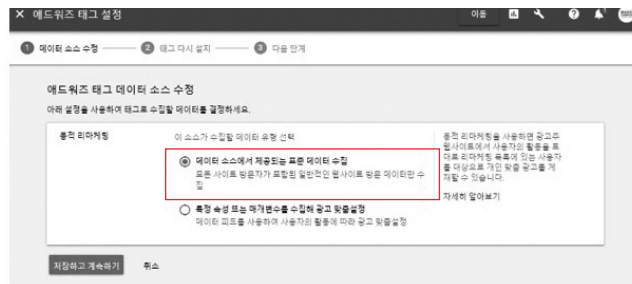 × 애드워즈 태그 설정 이동
1 데이터 소스 수정 2 태그 다시 설치 3 다음 단계
애드워즈 태그 데이터 소스 수정
아래 설정을 사용하여 태그로 수집할 데이터를 결정하세요.
동적 리마케팅
이 소스가 수집할 데이터 유형 선택
데이터 소스에서 제공되는 표준 데이터 수집
모든 사이트 방문자가 포함된 일반적인 웹사이트 방문 데이터만 수
집
특정 속성 또는 매개변수를 수집해 광고 맞춤설정
데이터 피드를 사용하여 사용자의 활동에 따라 광고 맞춤설정
동적 리마케팅을 사용하면 광고주
웹사이트에서 사용자의 활동을 토
대로 리마케팅 목록에 있는 사용자
를 대상으로 개인 맞춤 광고를 게
재할 수 있습니다.
자세히 알아보기
저장하고 계속하기 취소